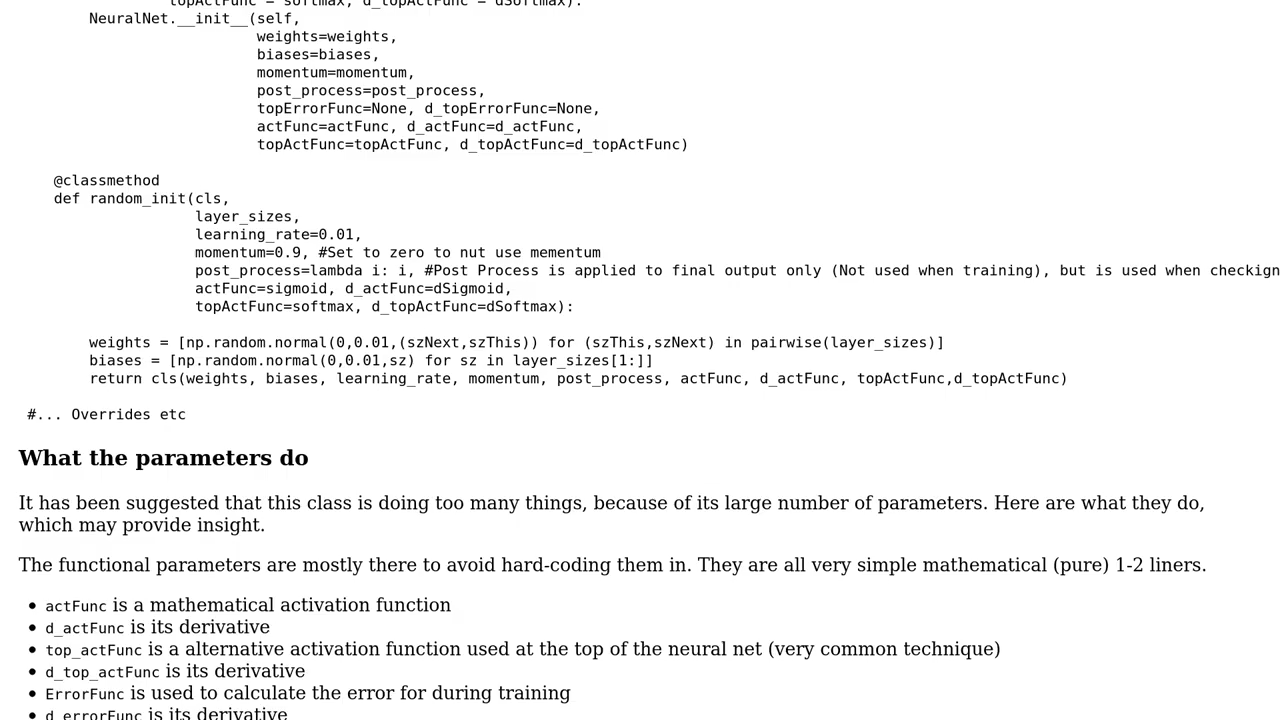 topActFunc = softmax, d_topActFunc = dSoftmax):
NeuralNet.__init__(self,
weights=weights,
biases=biases,
momentum=momentum,
post_process=post_process,
topErrorFunc=None, d_topErrorFunc=None,
actFunc=actFunc, d_actFunc=d_actFunc,
topActFunc=topActFunc, d_topActFunc=d_topActFunc)
@classmethod
def random_init(cls,
layer_sizes,
learning_rate=0.01,
momentum=0.9, #Set to zero to nut use mementum
post_process=lambda i: i, #Post Process is applied to final output only (Not used when training), but is used when checkign
actFunc=sigmoid, d_actFunc=dSigmoid,
topActFunc=softmax, d_topActFunc=dSoftmax):
weights = [np.random.normal(0,0.01,(szNext,szThis)) for (szThis,szNext) in pairwise(layer_sizes)]
biases = [np.random.normal(0,0.01,sz) for sz in layer_sizes[1:]]
return cls(weights, biases, learning_rate, momentum, post_process, actFunc, d_actFunc, topActFunc,d_topActFunc)
#... Overrides etc
What the parameters do
It has been suggested that this class is doing too many things, because of its large number of parameters. Here are what they do,
which may provide insight.
The functional parameters are mostly there to avoid hard-coding them in. They are all very simple mathematical (pure) 1-2 liners.
• actFunc is a mathematical activation function
• d_actFunc is its derivative
• top_actFunc is a alternative activation function used at the top of the neural net (very common technique)
• d_top_actFunc is its derivative
• ErrorFunc is used to calculate the error for during training
• d_errorFunc is its derivative